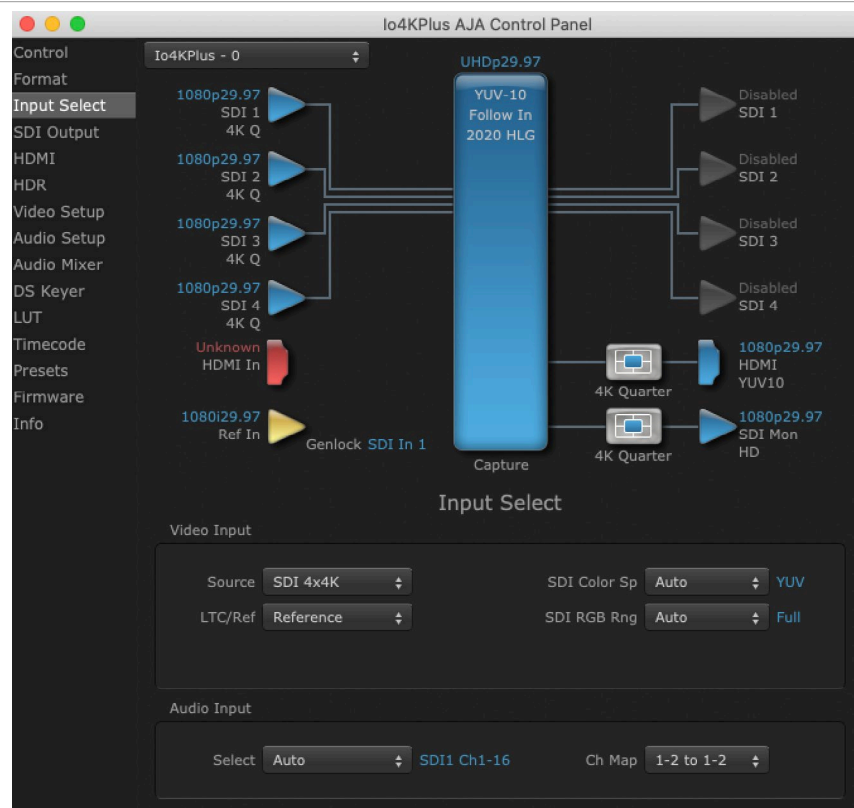 Io4KPlus AJA Control Panel
Control
Format
Input Select
SDI Output
HDMI
HDR
Video Setup
Audio Setup
Audio Mixer
DS Keyer
LUT
Timecode
Presets
Firmware
Info
Io4KPlus - 0
UHDp29.97
1080p29.97
SDI 1
4K Q
1080p29.97
SDI 2
4K Q
1080p29.97
SDI 3
4K Q
1080p29.97
SDI 4
4K Q
Unknown
HDMI In
1080i29.97
Ref In
Genlock SDI In 1
YUV-10
Follow In
2020 HLG
Capture
Disabled
SDI 1
Disabled
SDI 2
Disabled
SDI 3
Disabled
SDI 4
4K Quarter
1080p29.97
HDMI
YUV10
4K Quarter
1080p29.97
SDI Mon
HD
Input Select
Video Input
Source SDI 4x4K SDI Color Sp Auto YUV
LTC/Ref Reference SDI RGB Rng Auto Full
Audio Input
Select Auto SDI1 Ch1-16 Ch Map 1-2 to 1-2